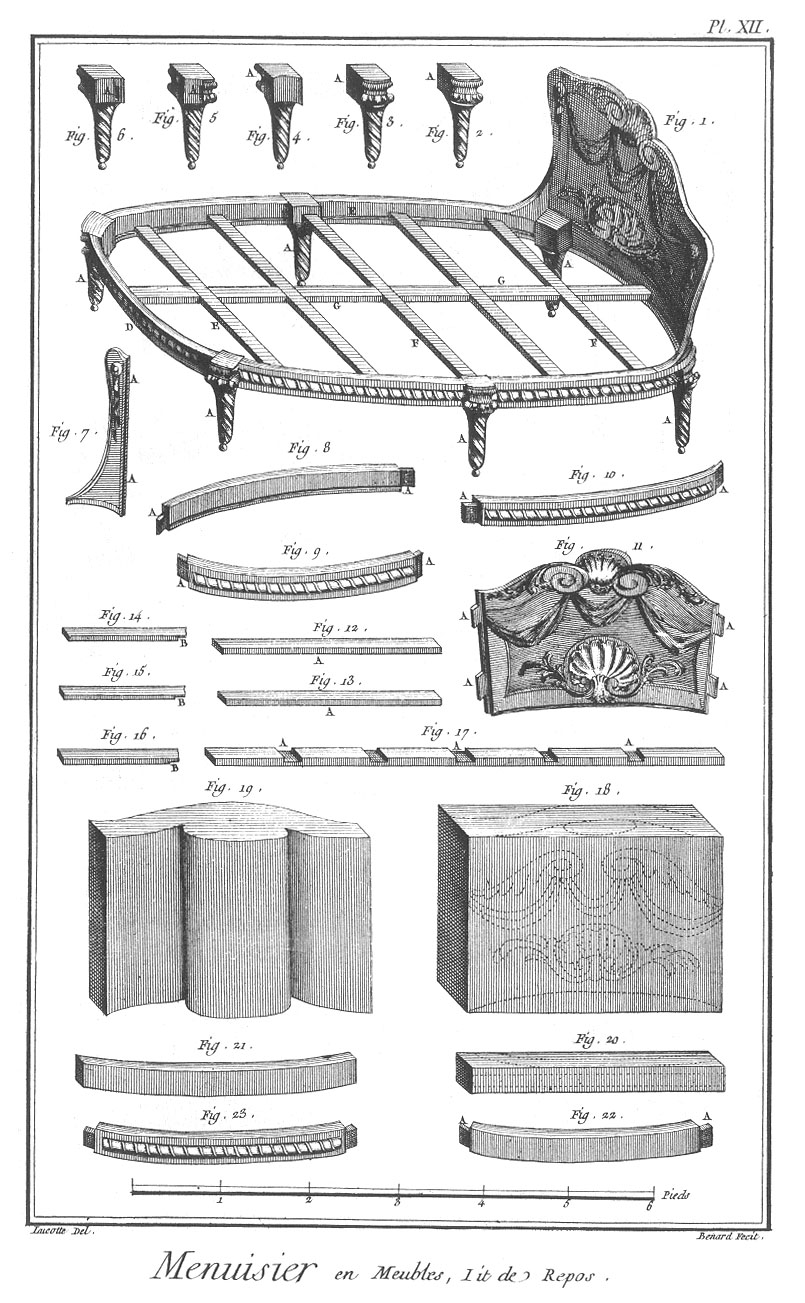 Pl. XII.
Fig. 6.
Fig. 5
Fig. 4.
Fig. 3.
Fig. 2.
Fig. 1.
A
A
A
A
A
A
A
A
A
A
A
A
D
E
E
F
F
G
G
Fig. 7.
A
A
Fig. 8
A
A
Fig. 10.
A
A
Fig. 9.
A
A
Fig. 11.
A
A
A
A
Fig. 14.
B
Fig. 12.
A
Fig. 15.
B
Fig. 13.
A
Fig. 16.
B
Fig. 17.
A
A
A
Fig. 19.
Fig. 18.
Fig. 21.
Fig. 20.
Fig. 23.
Fig. 22.
A
A
1 2 3 4 5 6 Pieds
Lucotte Del.
Benard Fecit.
Menuisier en Meubles, Lit de Repos.